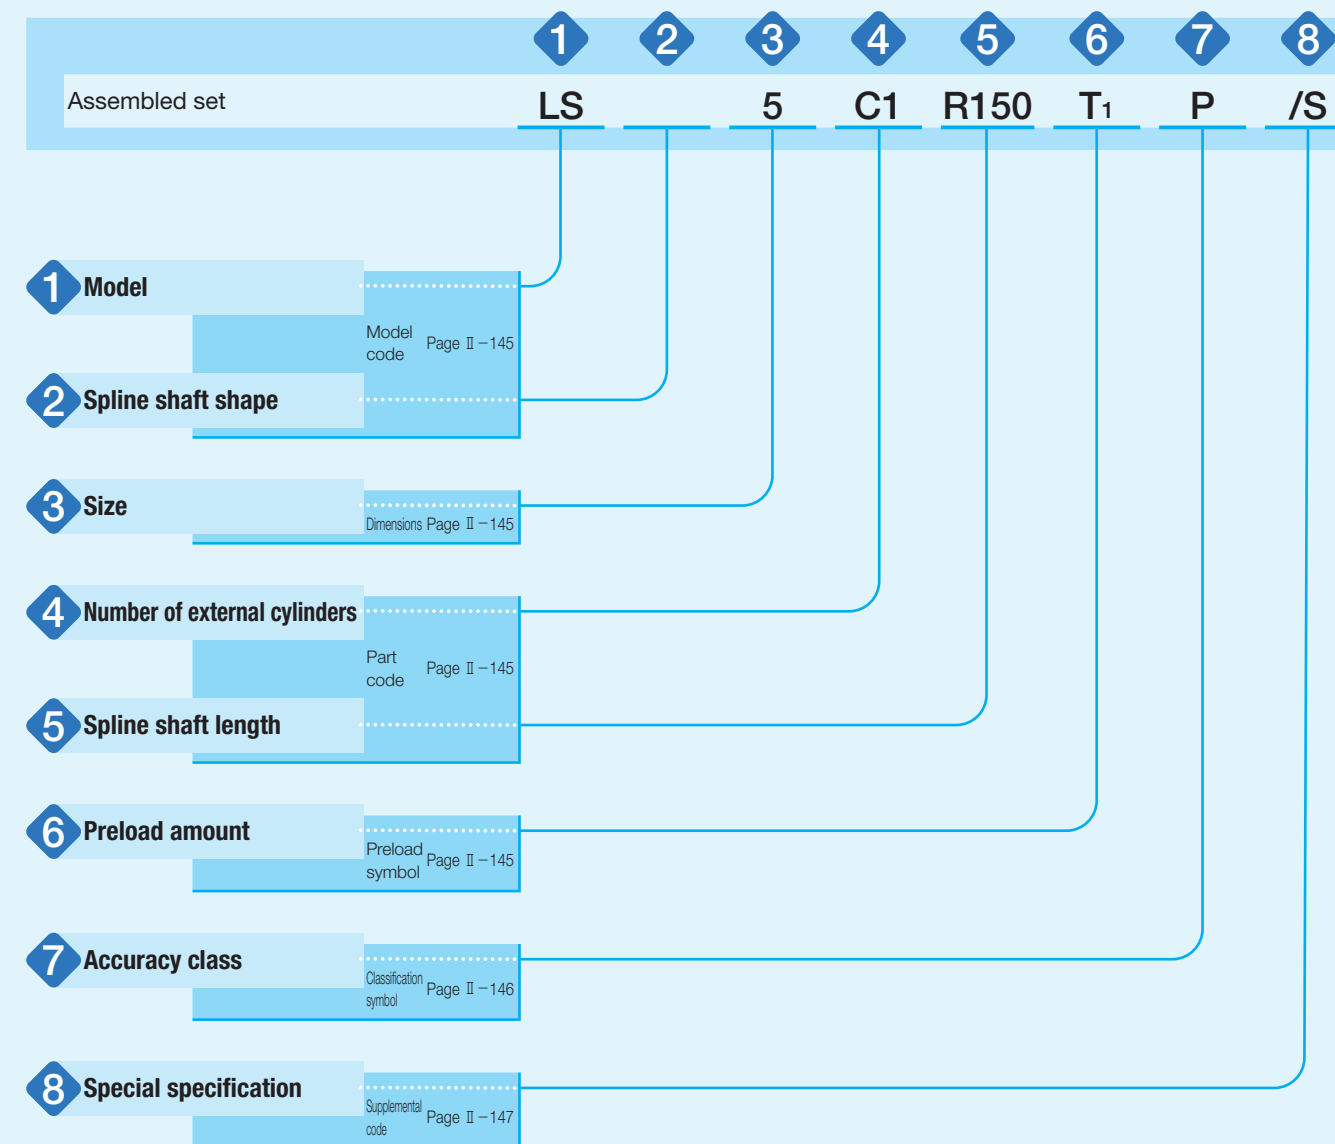 1 2 3 4 5 6 7 8
Assembled set LS 5 C1 R150 T1 P /S
1 Model
Model code Page Ⅱ－145
2 Spline shaft shape
3 Size
Dimensions Page Ⅱ－145
4 Number of external cylinders
Part code Page Ⅱ－145
5 Spline shaft length
6 Preload amount
Preload symbol Page Ⅱ－145
7 Accuracy class
Classification symbol Page Ⅱ－146
8 Special specification
Supplemental code Page Ⅱ－147